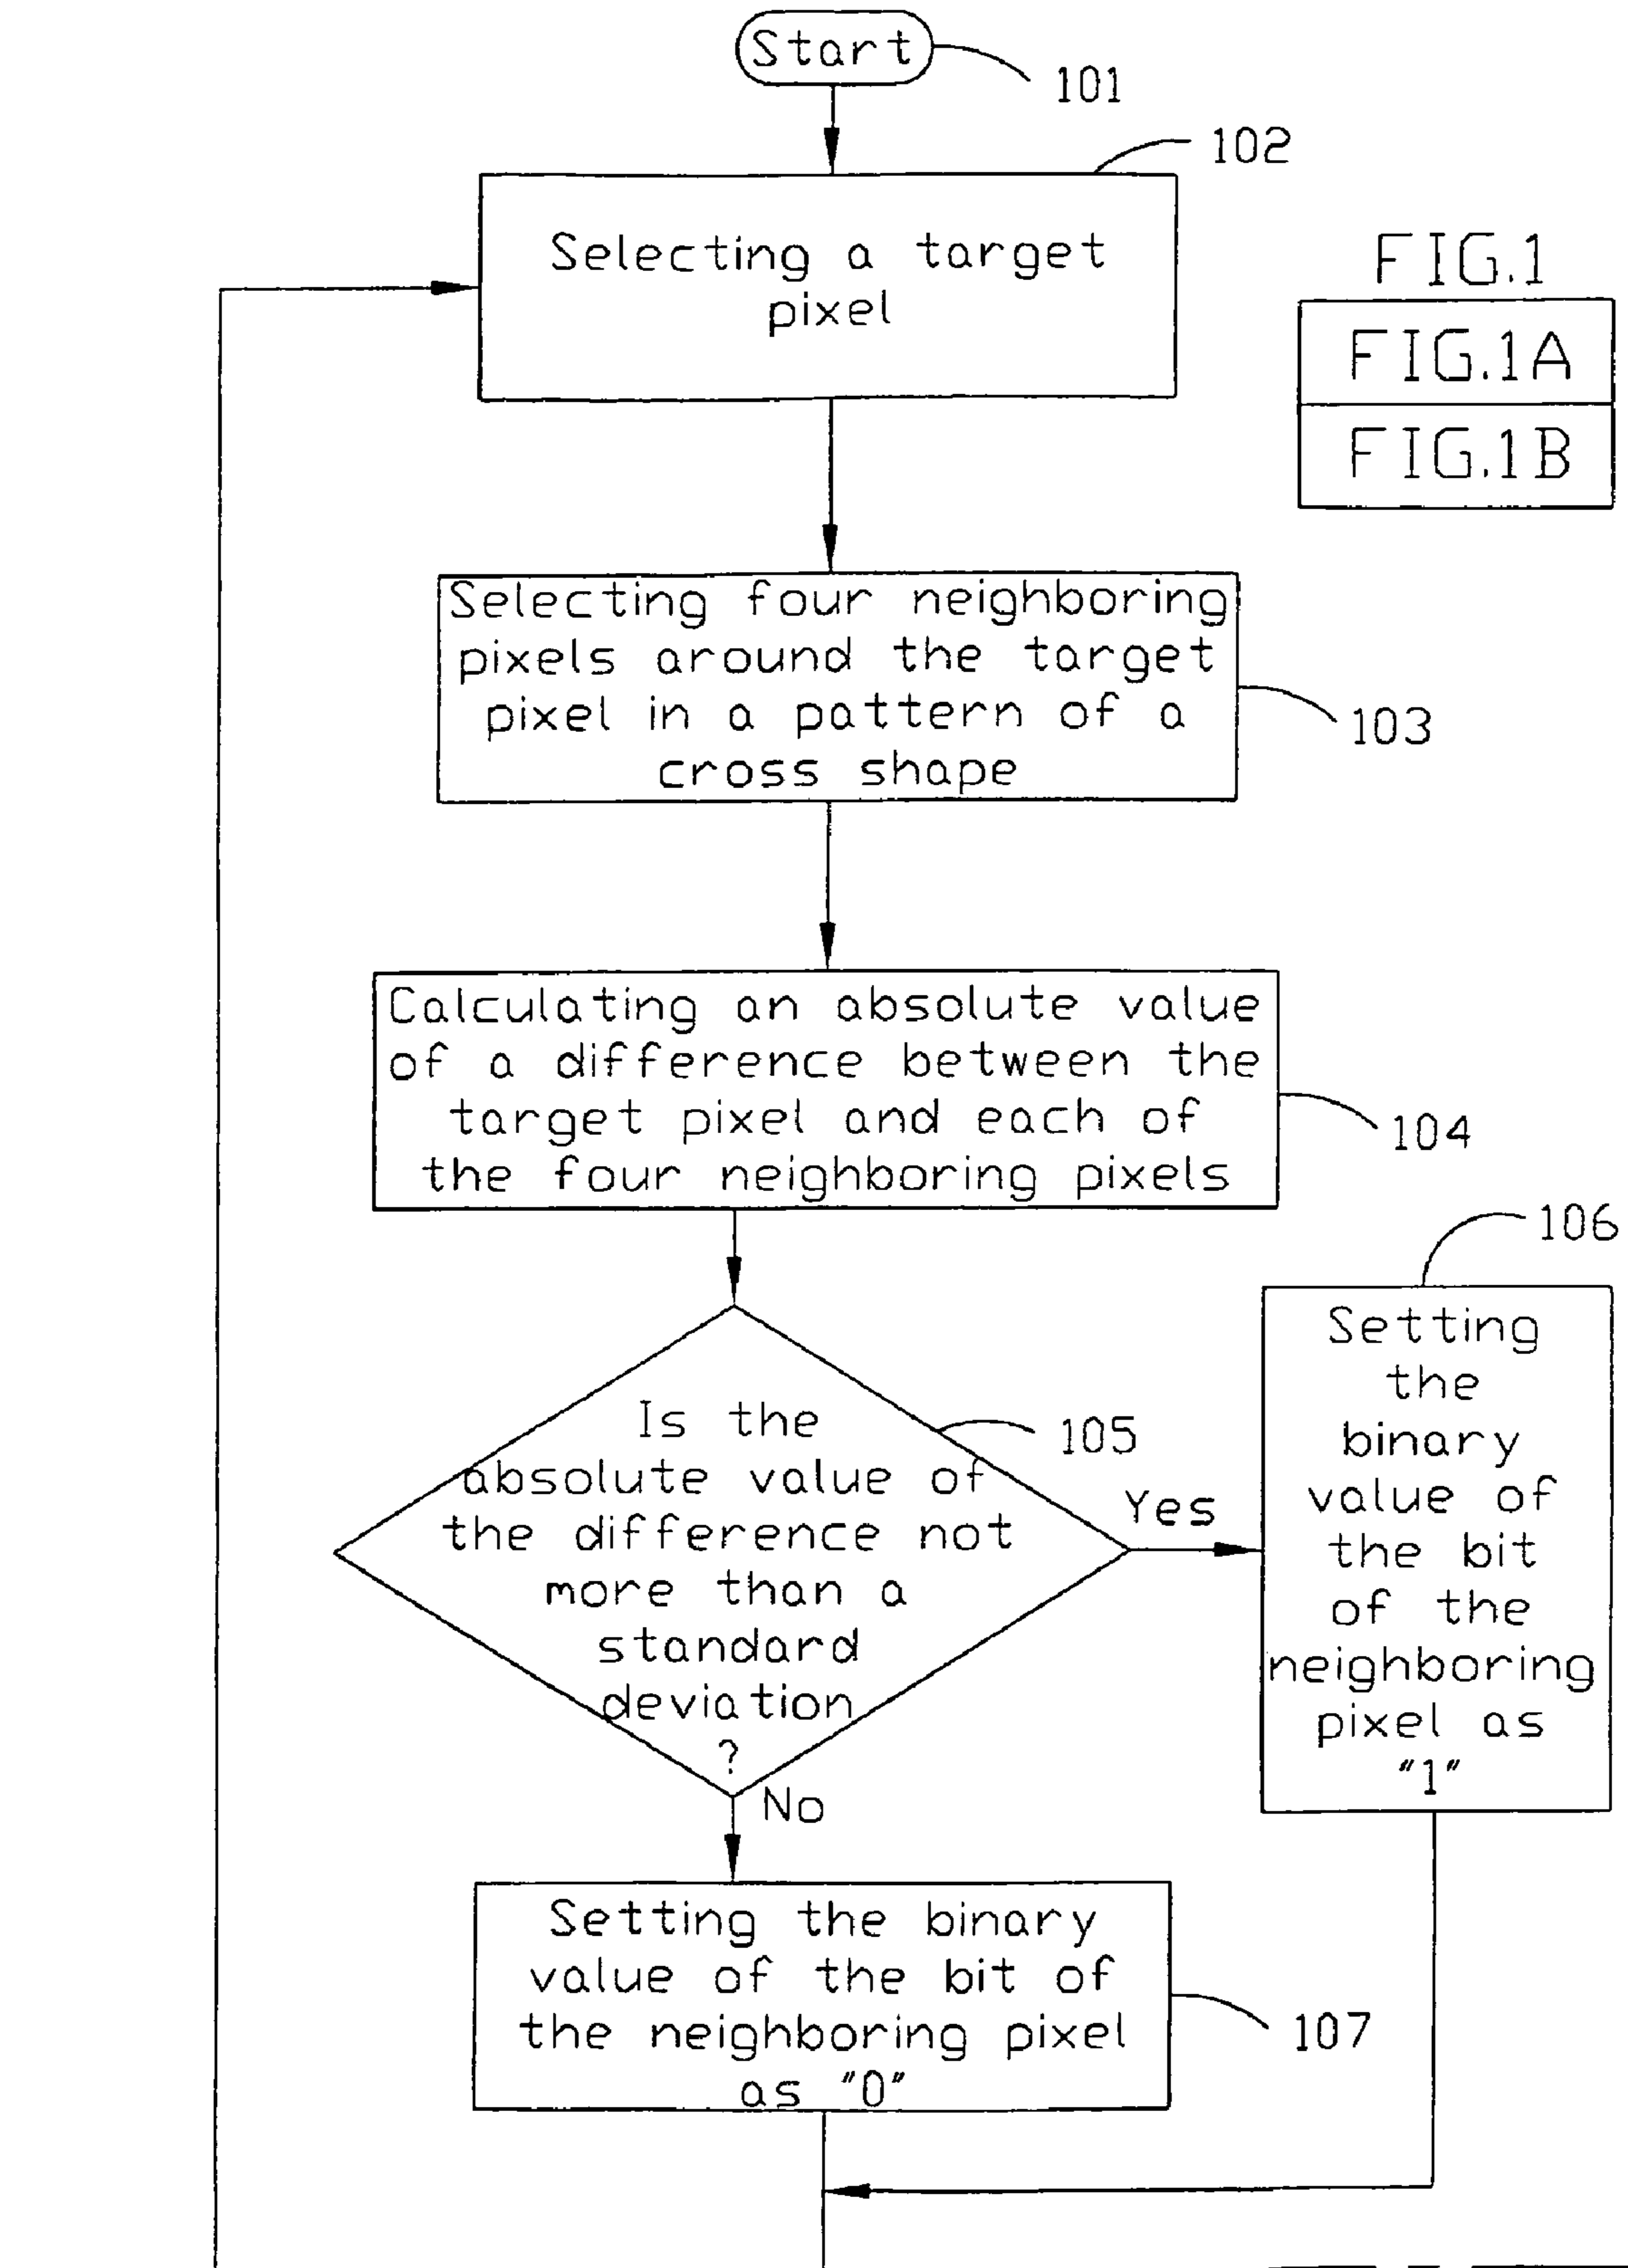 Start
101
102
Selecting a target
pixel
FIG.1
FIG.1A
FIG.1B
Selecting four neighboring
pixels around the target
pixel in a pattern of a
cross shape
103
Calculating an absolute value
of a difference between the
target pixel and each of
the four neighboring pixels
104
106
Is the
absolute value of
the difference not
more than a
standard
deviation
?
105
Yes
Setting
the
binary
value of
the bit
of the
neighboring
pixel as
"1"
No
Setting the binary
value of the bit of
the neighboring pixel
as "0"
107